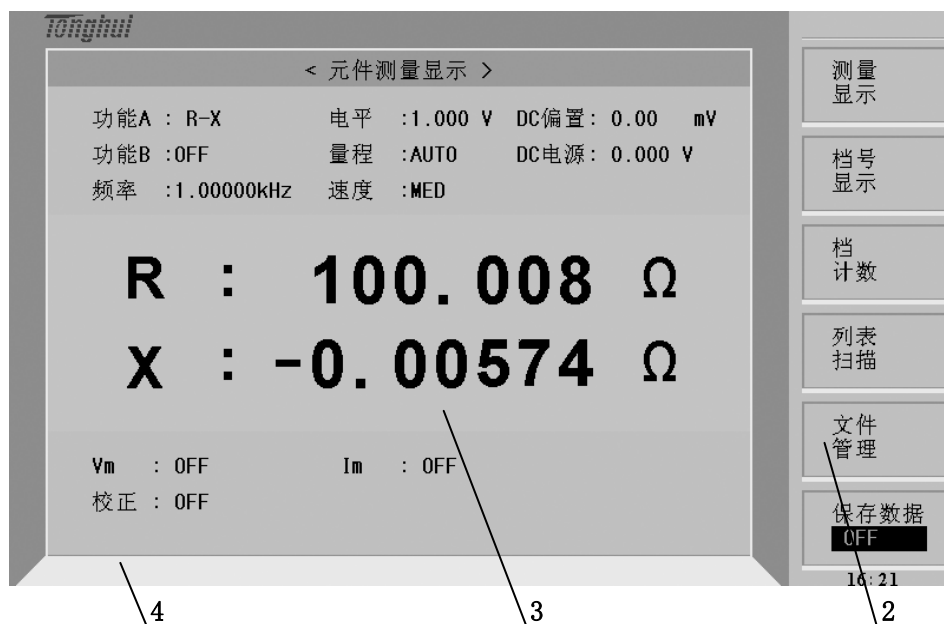 Tonghui
< 元件测量显示 >
功能A : R-X 电平 :1.000 V DC偏置: 0.00 mV
功能B :OFF 量程 :AUTO DC电源: 0.000 V
频率 :1.00000kHz 速度 :MED
R : 100.008 Ω
X : -0.00574 Ω
Vm : OFF Im : OFF
校正 : OFF
测量
显示
档号
显示
档
计数
列表
扫描
文件
管理
保存数据
OFF
16:21
4 3 2